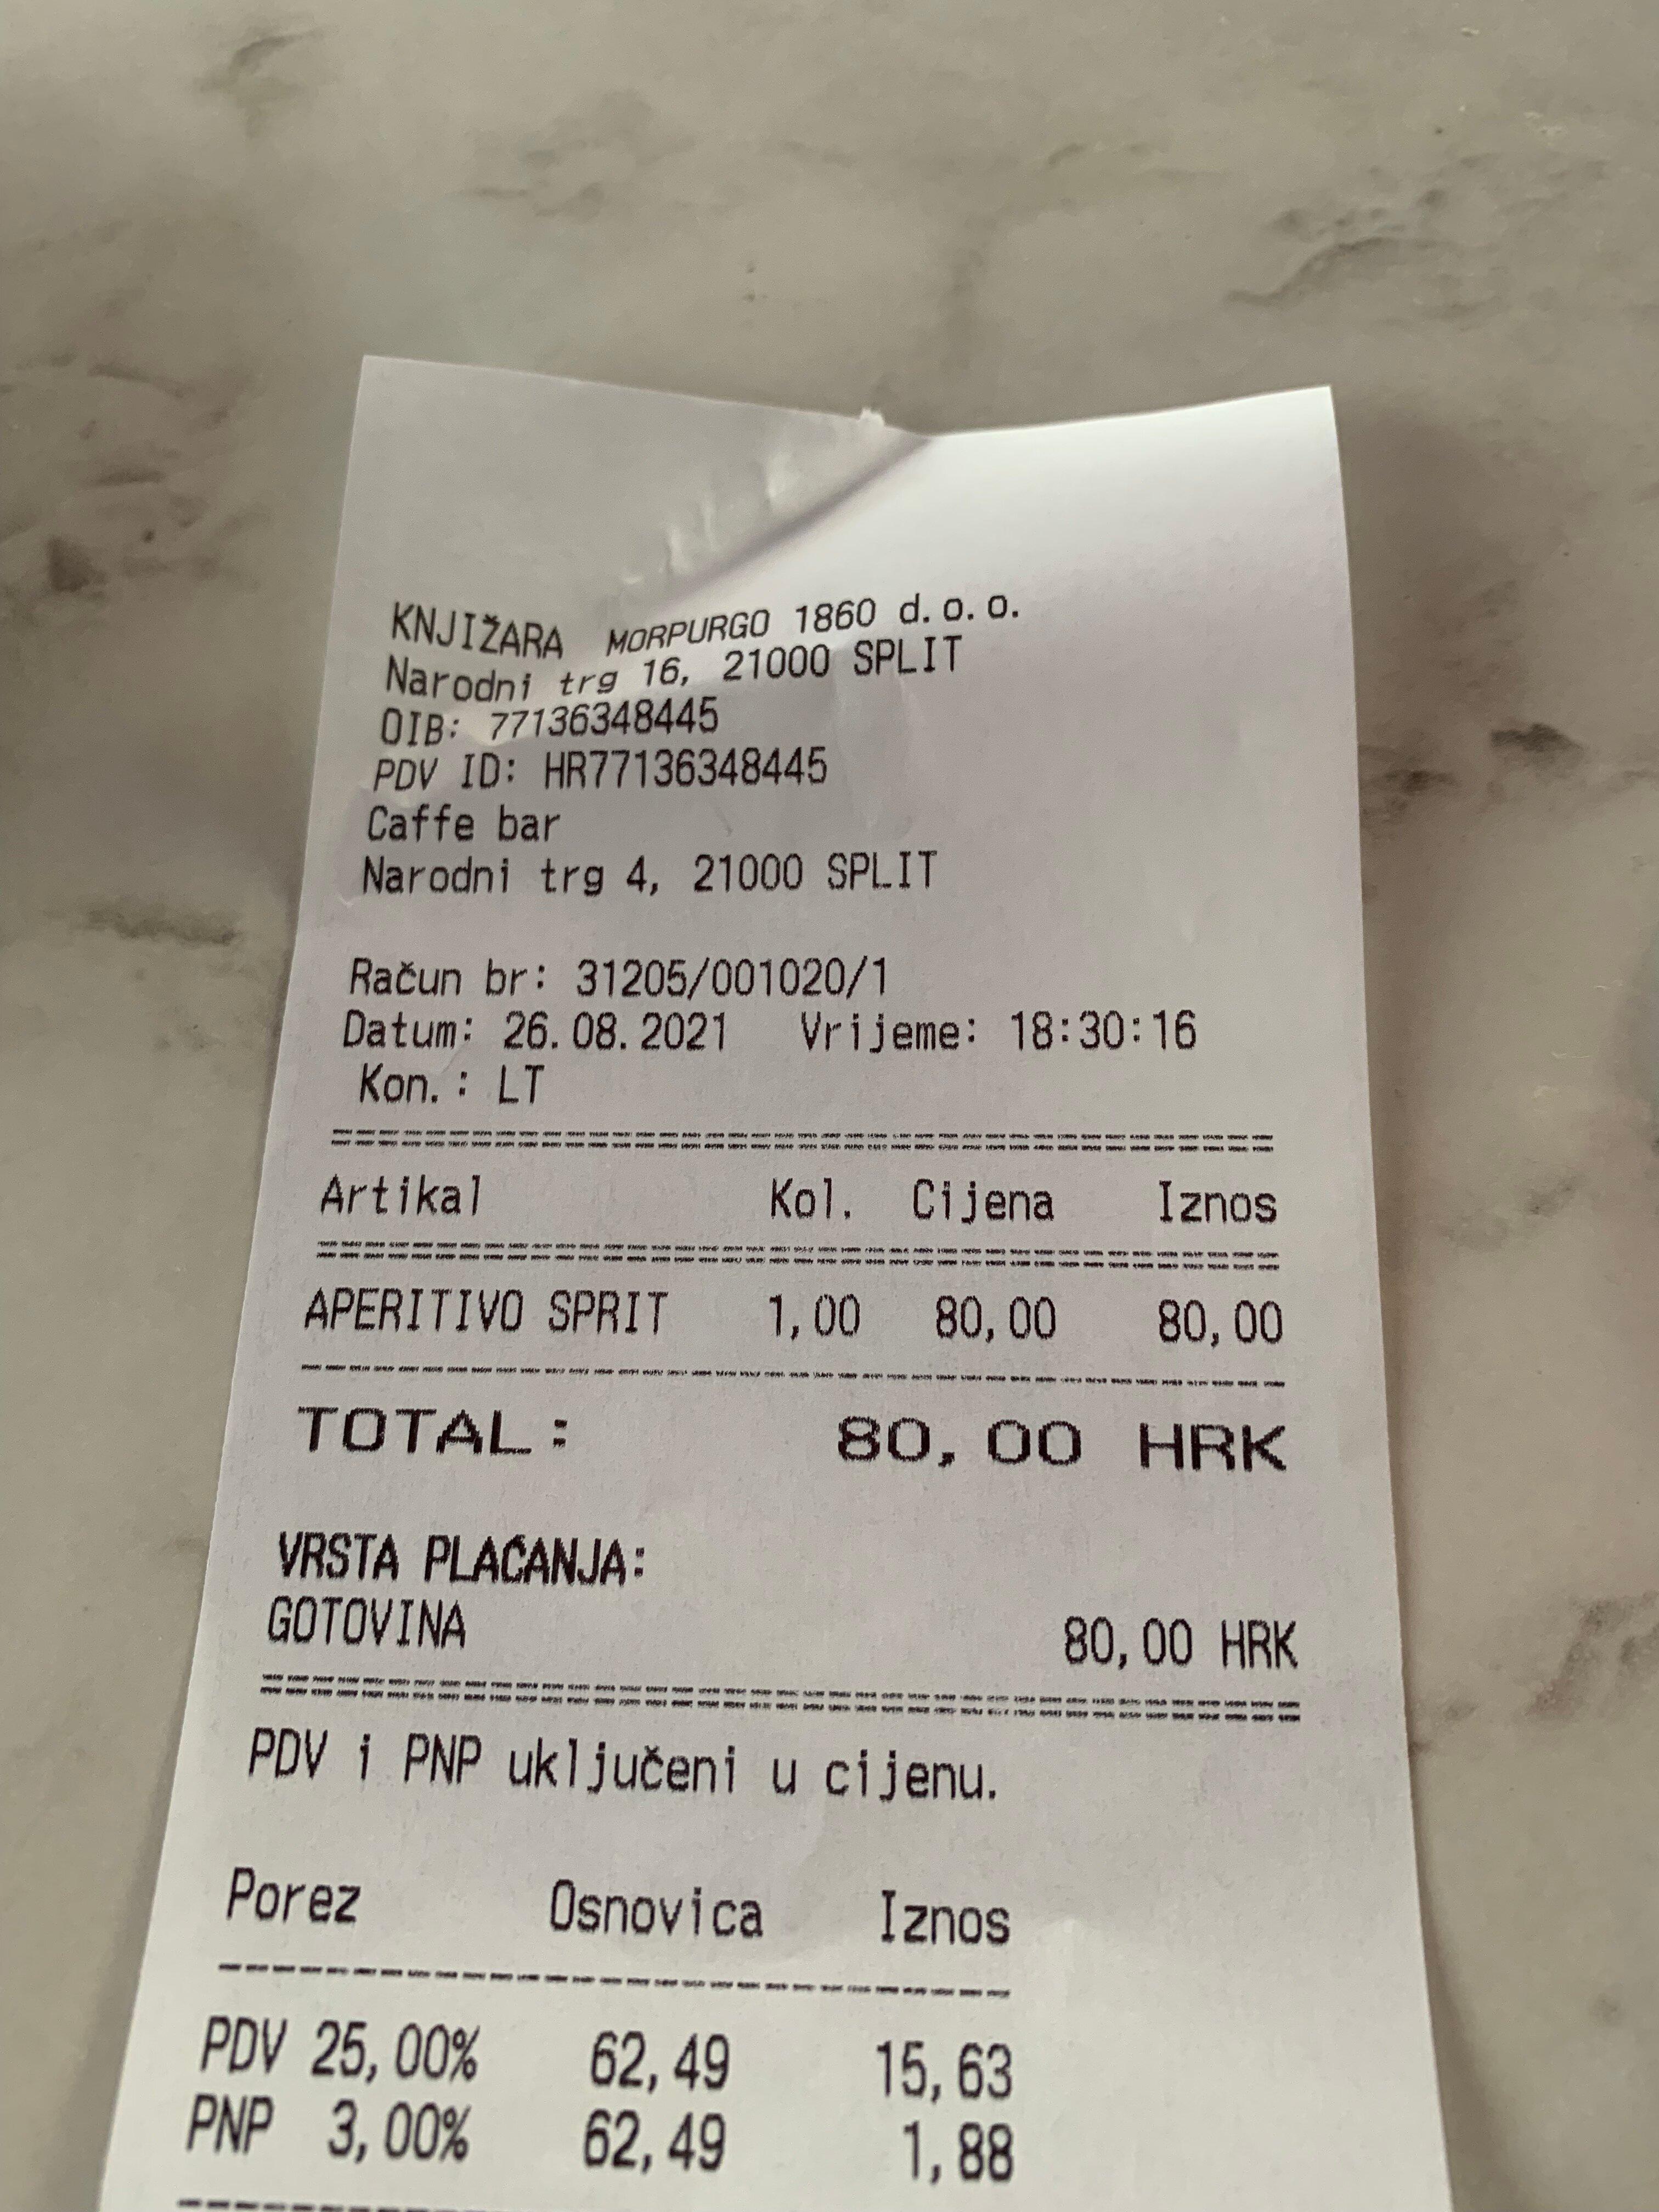 KNJIŽARA MORPURGO 1860 d.o.o.
Narodni trg 16, 21000 SPLIT
OIB: 77136348445
PDV ID: HR77136348445
Caffe bar
Narodni trg 4, 21000 SPLIT
Račun br: 31205/001020/1
Datum: 26.08.2021 Vrijeme: 18:30:16
Kon.: LT
Artikal Kol. Cijena Iznos
APERITIVO SPRIT 1,00 80,00 80,00
TOTAL: 80,00 HRK
VRSTA PLAĆANJA:
GOTOVINA 80,00 HRK
PDV i PNP uključeni u cijenu.
Porez Osnovica Iznos
PDV 25,00% 62,49 15,63
PNP 3,00% 62,49 1,88